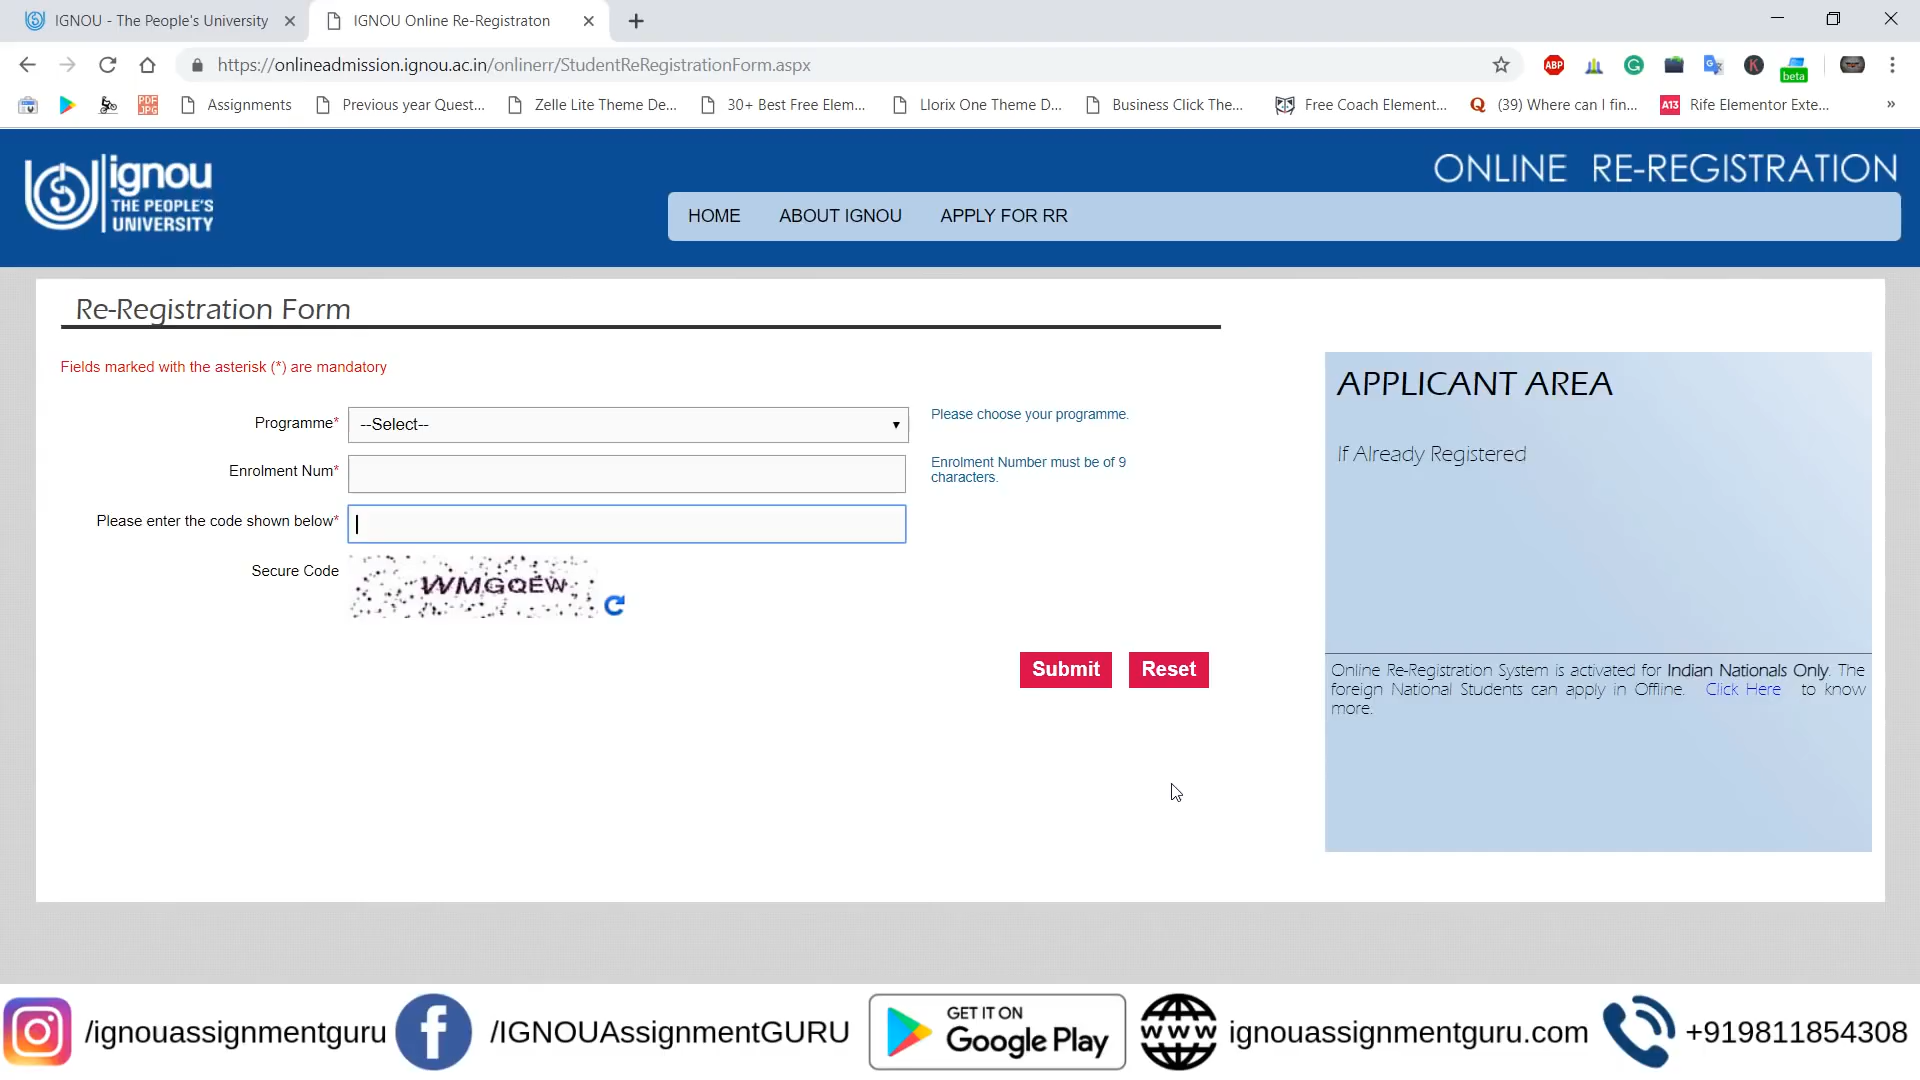 IGNOU - The People's University
IGNOU Online Re-Registraton
https://onlineadmission.ignou.ac.in/onlinerr/StudentReRegistrationForm.aspx
ABP
K
beta
PDF
JPG
Assignments
Previous year Quest...
Zelle Lite Theme De...
30+ Best Free Elem...
Llorix One Theme D...
Business Click The...
Free Coach Element...
Q
(39) Where can I fin...
A13
Rife Elementor Exte...
»
ignou
THE PEOPLE'S
UNIVERSITY
ONLINE RE-REGISTRATION
HOME
ABOUT IGNOU
APPLY FOR RR
Re-Registration Form
Fields marked with the asterisk (*) are mandatory
Programme*
--Select--
Please choose your programme.
Enrolment Num*
Enrolment Number must be of 9
characters.
Please enter the code shown below*
Secure Code
WMGQEW
Submit
Reset
APPLICANT AREA
If Already Registered
Online Re-Registration System is activated for Indian Nationals Only. The
foreign National Students can apply in Offline. Click Here to know
more.
/ignouassignmentguru
/IGNOUAssignmentGURU
GET IT ON
Google Play
WWW
ignouassignmentguru.com
+919811854308